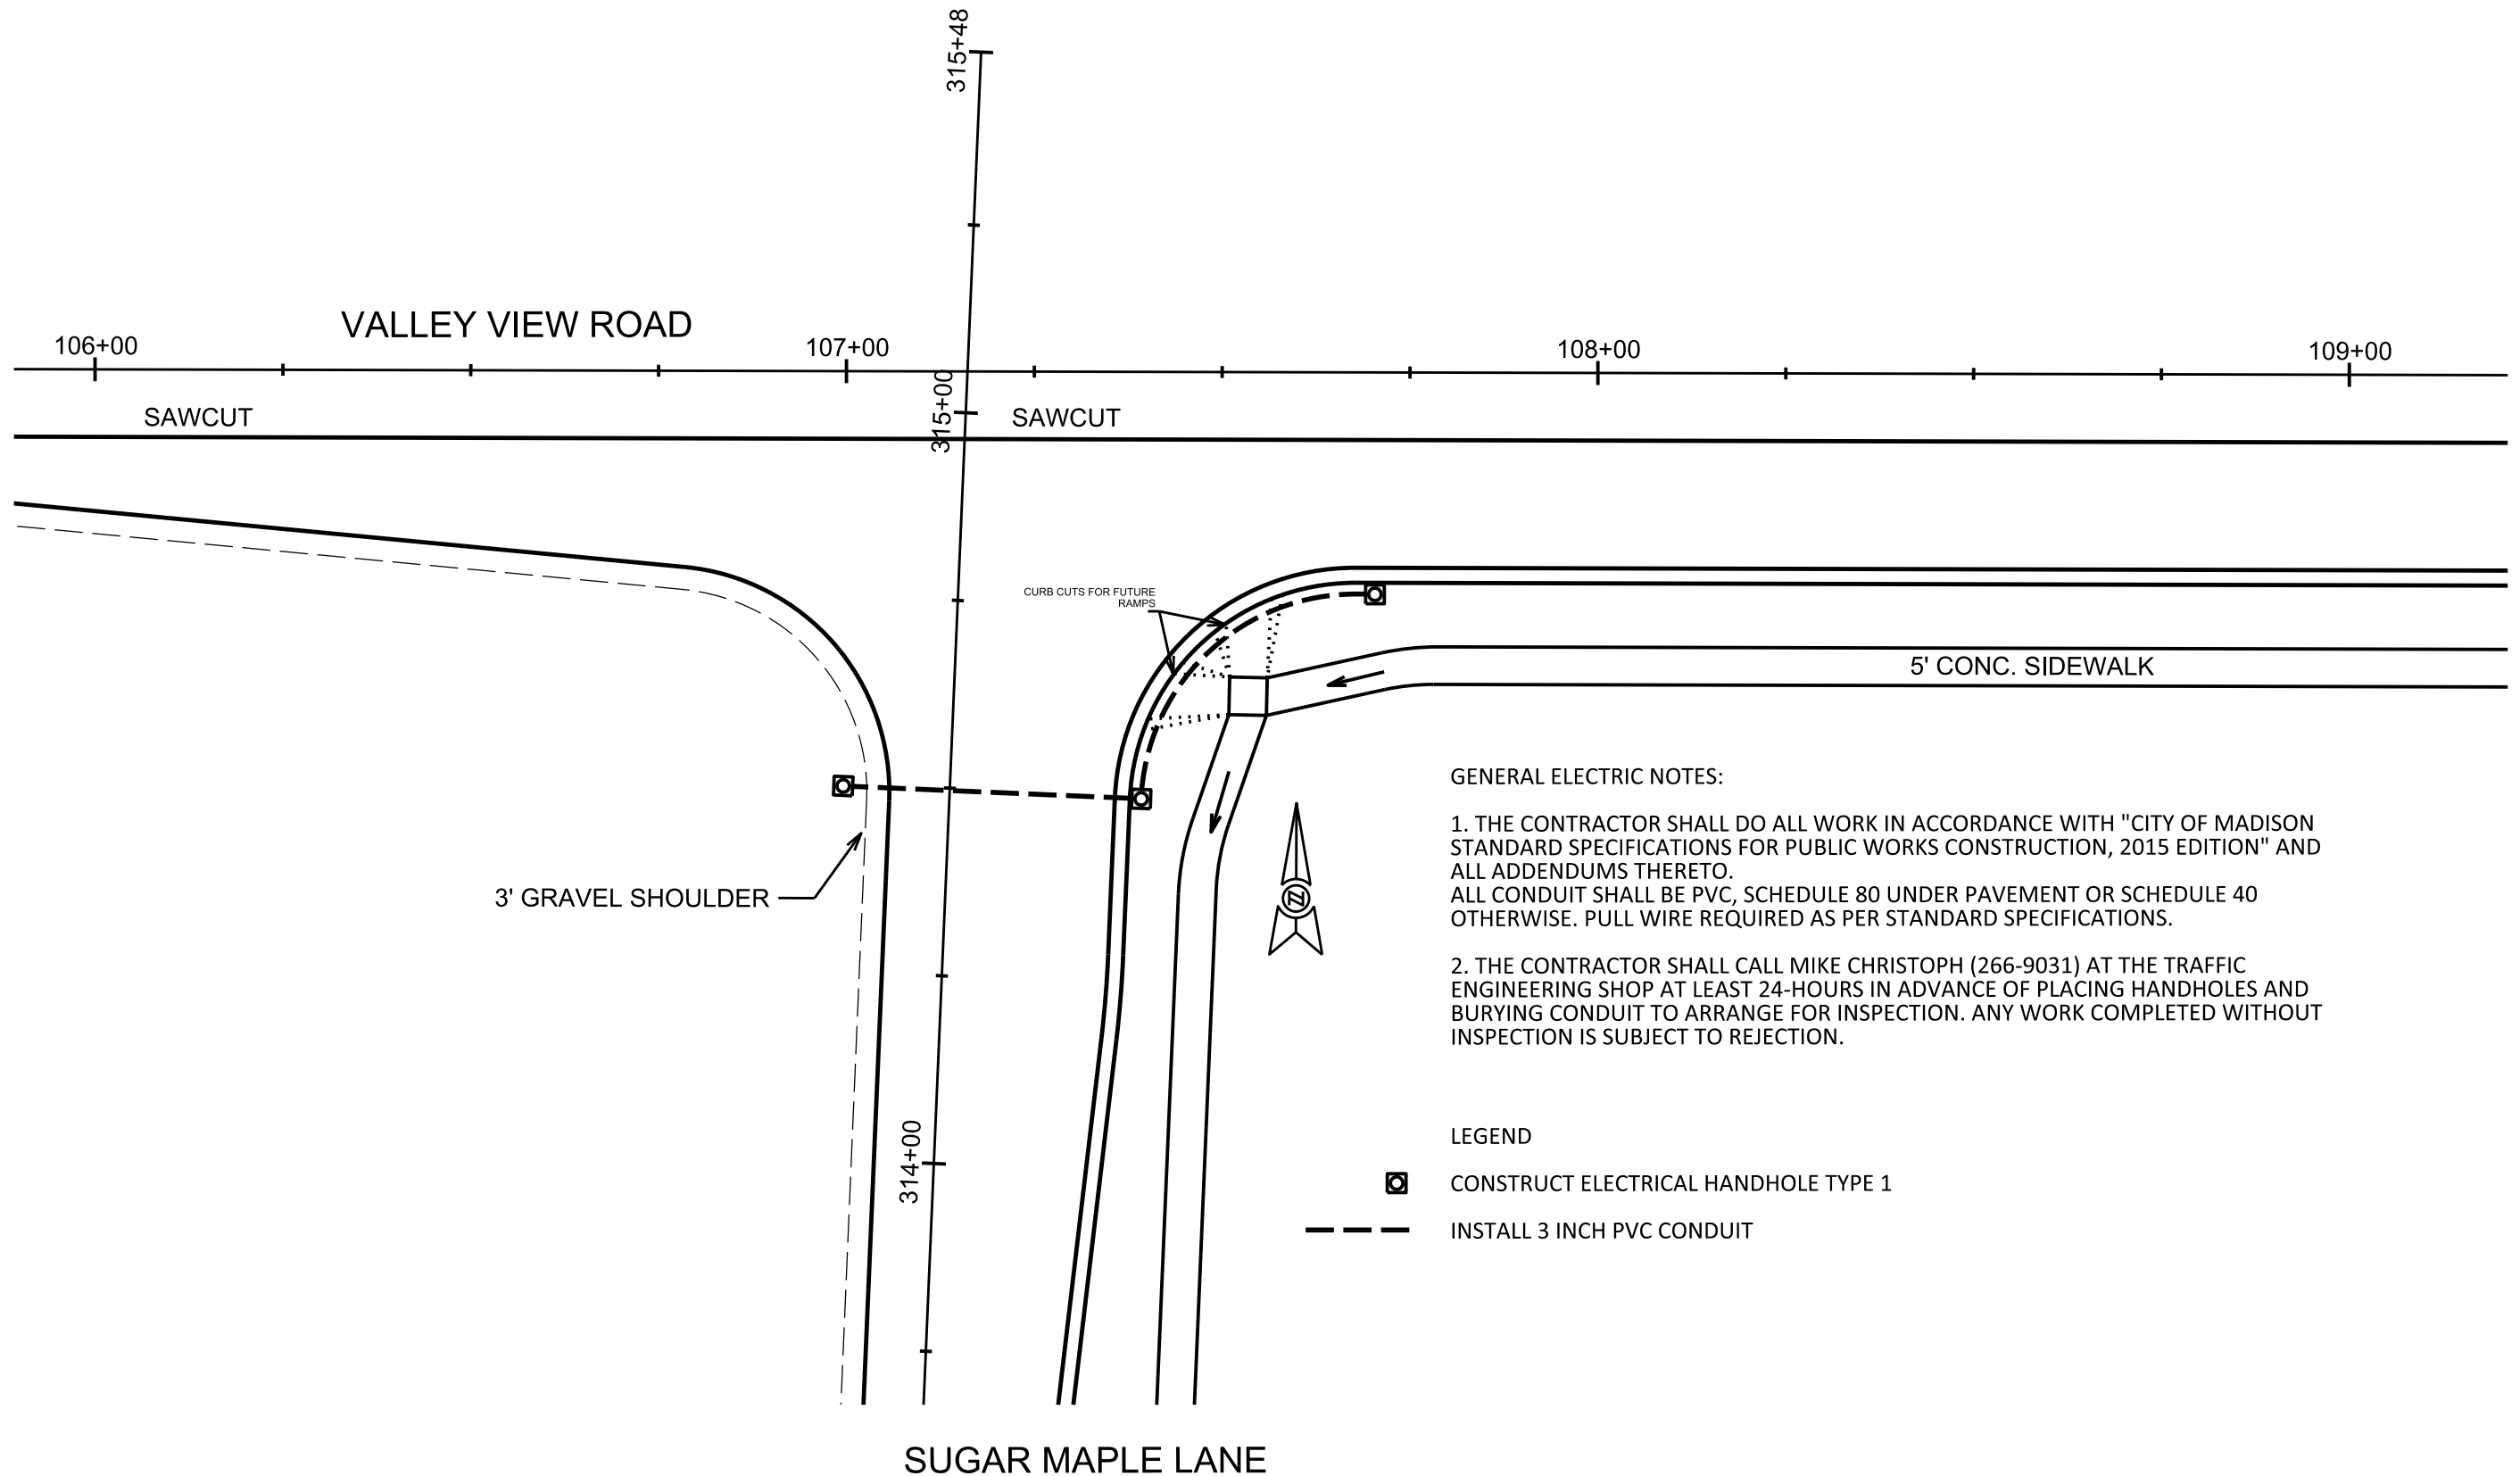 315+48
VALLEY VIEW ROAD
106+00
107+00
108+00
109+00
315+00
SAWCUT
SAWCUT
CURB CUTS FOR FUTURE
RAMPS
5' CONC. SIDEWALK
3' GRAVEL SHOULDER
N
GENERAL ELECTRIC NOTES:
1. THE CONTRACTOR SHALL DO ALL WORK IN ACCORDANCE WITH "CITY OF MADISON
STANDARD SPECIFICATIONS FOR PUBLIC WORKS CONSTRUCTION, 2015 EDITION" AND
ALL ADDENDUMS THERETO.
ALL CONDUIT SHALL BE PVC, SCHEDULE 80 UNDER PAVEMENT OR SCHEDULE 40
OTHERWISE. PULL WIRE REQUIRED AS PER STANDARD SPECIFICATIONS.
2. THE CONTRACTOR SHALL CALL MIKE CHRISTOPH (266-9031) AT THE TRAFFIC
ENGINEERING SHOP AT LEAST 24-HOURS IN ADVANCE OF PLACING HANDHOLES AND
BURYING CONDUIT TO ARRANGE FOR INSPECTION. ANY WORK COMPLETED WITHOUT
INSPECTION IS SUBJECT TO REJECTION.
314+00
LEGEND
CONSTRUCT ELECTRICAL HANDHOLE TYPE 1
INSTALL 3 INCH PVC CONDUIT
SUGAR MAPLE LANE